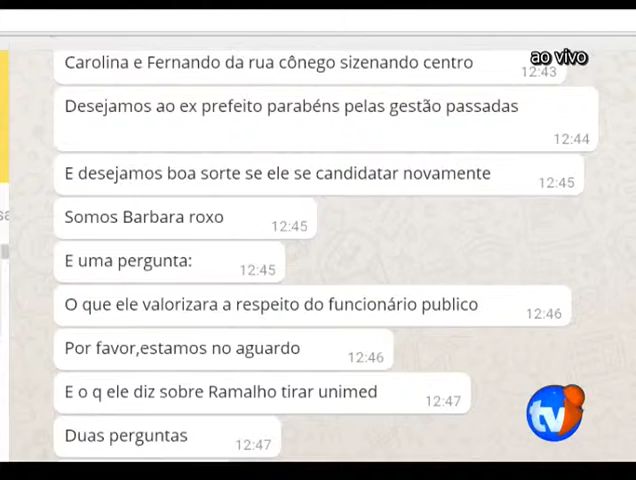 Carolina e Fernando da rua cônego sizenando centro
12:43
ao vivo
Desejamos ao ex prefeito parabéns pelas gestão passadas
12:44
E desejamos boa sorte se ele se candidatar novamente
12:45
Somos Barbara roxo
12:45
E uma pergunta:
12:45
O que ele valorizara a respeito do funcionário publico
12:46
Por favor,estamos no aguardo
12:46
E o q ele diz sobre Ramalho tirar unimed
12:47
tv
Duas perguntas
12:47